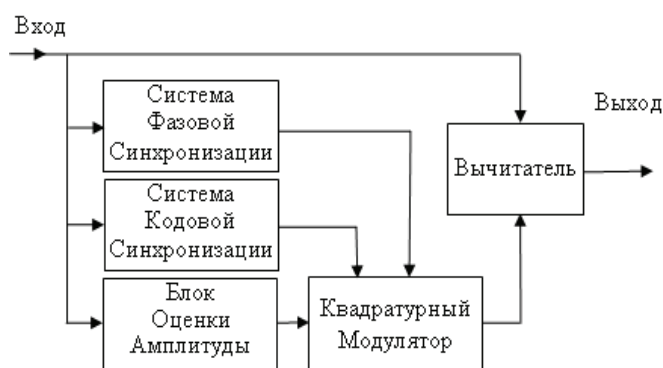 Вход
Система
Фазовой
Синхронизации
Выход
Вычитатель
Система
Кодовой
Синхронизации
Блок
Оценки
Амплитуды
Квадратурный
Модулятор